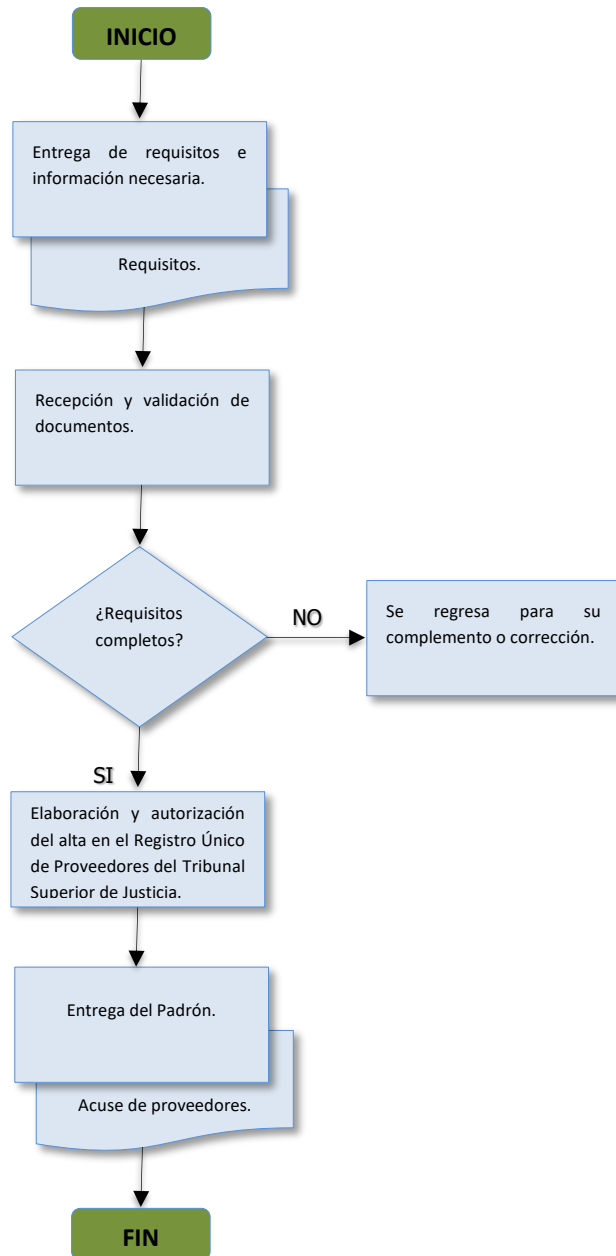 INICIO
Entrega de requisitos e
información necesaria.
Requisitos.
Recepción y validación de
documentos.
¿Requisitos
completos?
NO
Se regresa para su
complemento o corrección.
SI
Elaboración y autorización
del alta en el Registro Único
de Proveedores del Tribunal
Superior de Justicia.
Entrega del Padrón.
Acuse de proveedores.
FIN